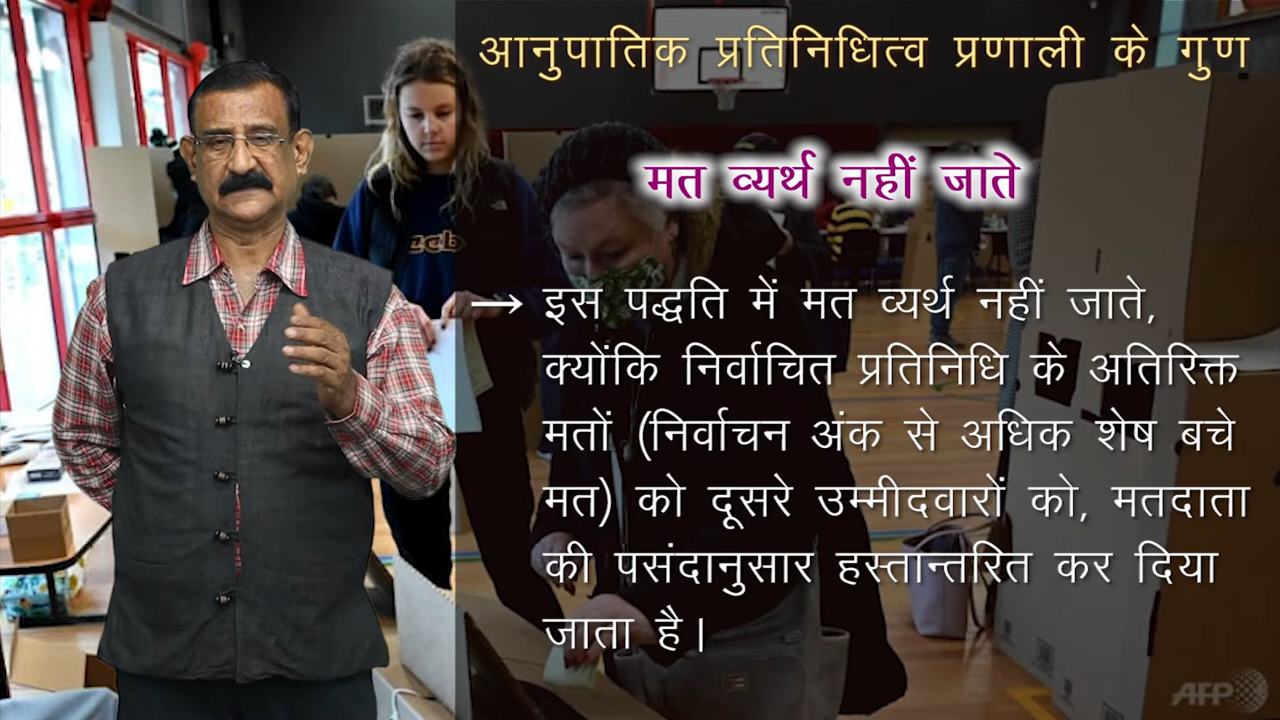 आनुपातिक प्रतिनिधित्व प्रणाली के गुण
मत व्यर्थ नहीं जाते
→ इस पद्धति में मत व्यर्थ नहीं जाते,
क्योंकि निर्वाचित प्रतिनिधि के अतिरिक्त
मतों (निर्वाचन अंक से अधिक शेष बचे
मत) को दूसरे उम्मीदवारों को, मतदाता
की पसंदानुसार हस्तान्तरित कर दिया
जाता है।
AFP